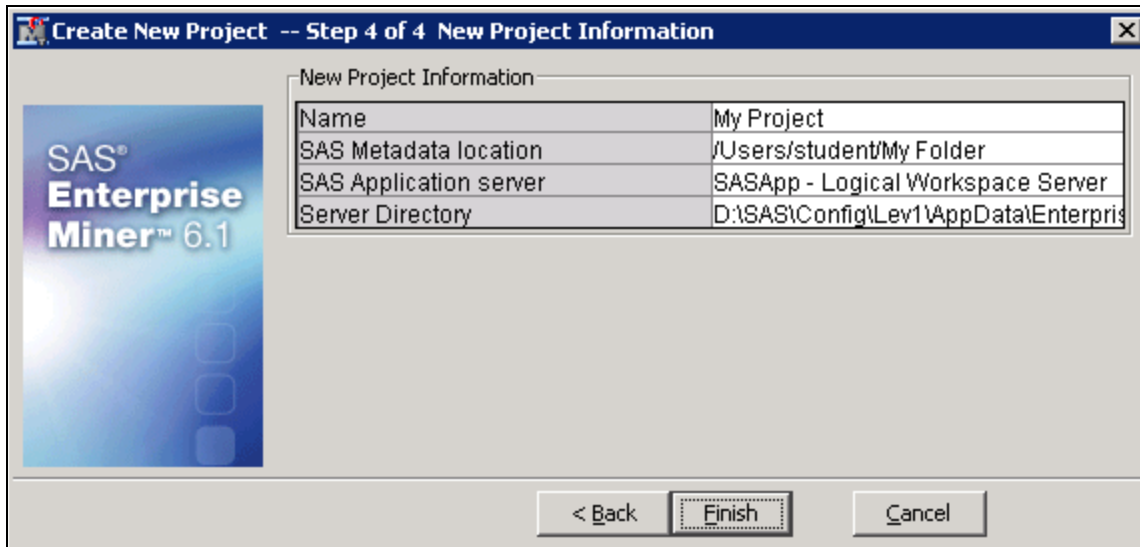 Create New Project -- Step 4 of 4 New Project Information
New Project Information
Name My Project
SAS Metadata location /Users/student/My Folder
SAS Application server SASApp - Logical Workspace Server
Server Directory D:\SAS\Config\Lev1\AppData\Enterpris
SAS®
Enterprise
Miner™ 6.1
< Back Finish Cancel